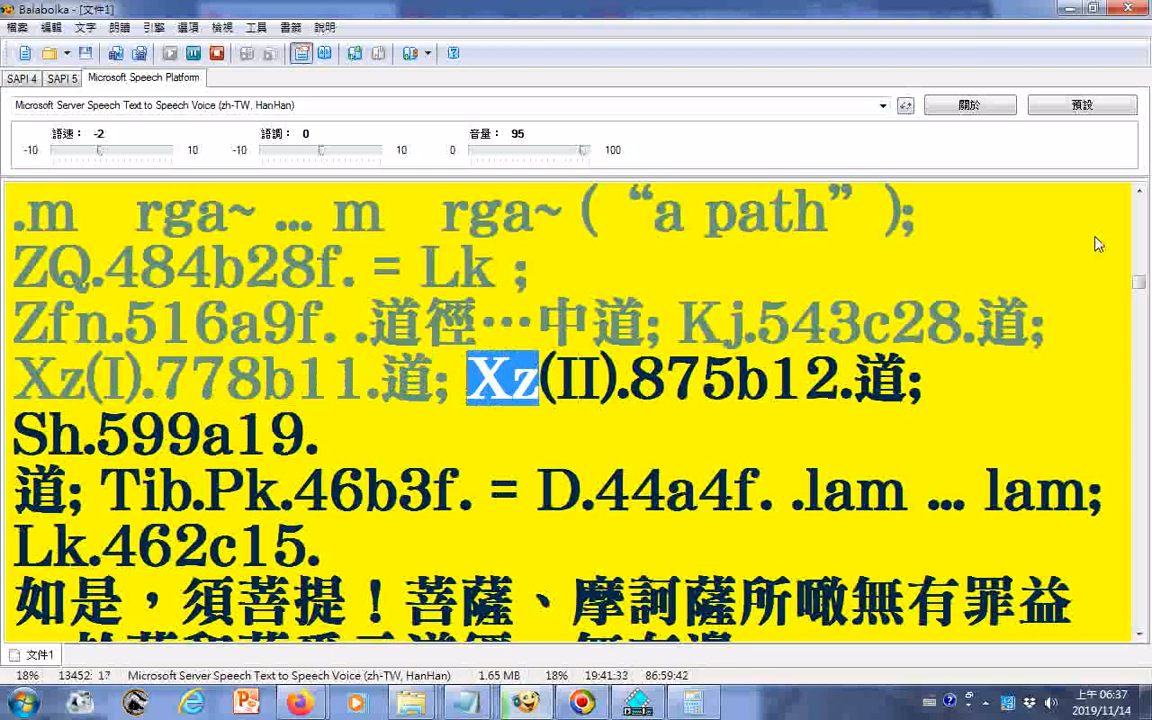 Balabolka - [文件1]
檔案 編輯 文字 朗讀 引擎 選項 檢視 工具 書籤 說明
SAPI 4 SAPI 5 Microsoft Speech Platform
Microsoft Server Speech Text to Speech Voice (zh-TW, HanHan) 關於 預設
語速： -2 語調： 0 音量： 95
-10 10 -10 10 0 100
.m rga~ ... m rga~ (“a path”);
ZQ.484b28f. = Lk ;
Zfn.516a9f. .道徑…中道; Kj.543c28.道;
Xz(I).778b11.道; Xz(II).875b12.道;
Sh.599a19.
道; Tib.Pk.46b3f. = D.44a4f. .lam ... lam;
Lk.462c15.
如是，須菩提！菩薩、摩訶薩所噉無有罪益
文件1
18% 13452: 17 Microsoft Server Speech Text to Speech Voice (zh-TW, HanHan) 1.65 MB 18% 19:41:33 86:59:42
上午 06:37
2019/11/14